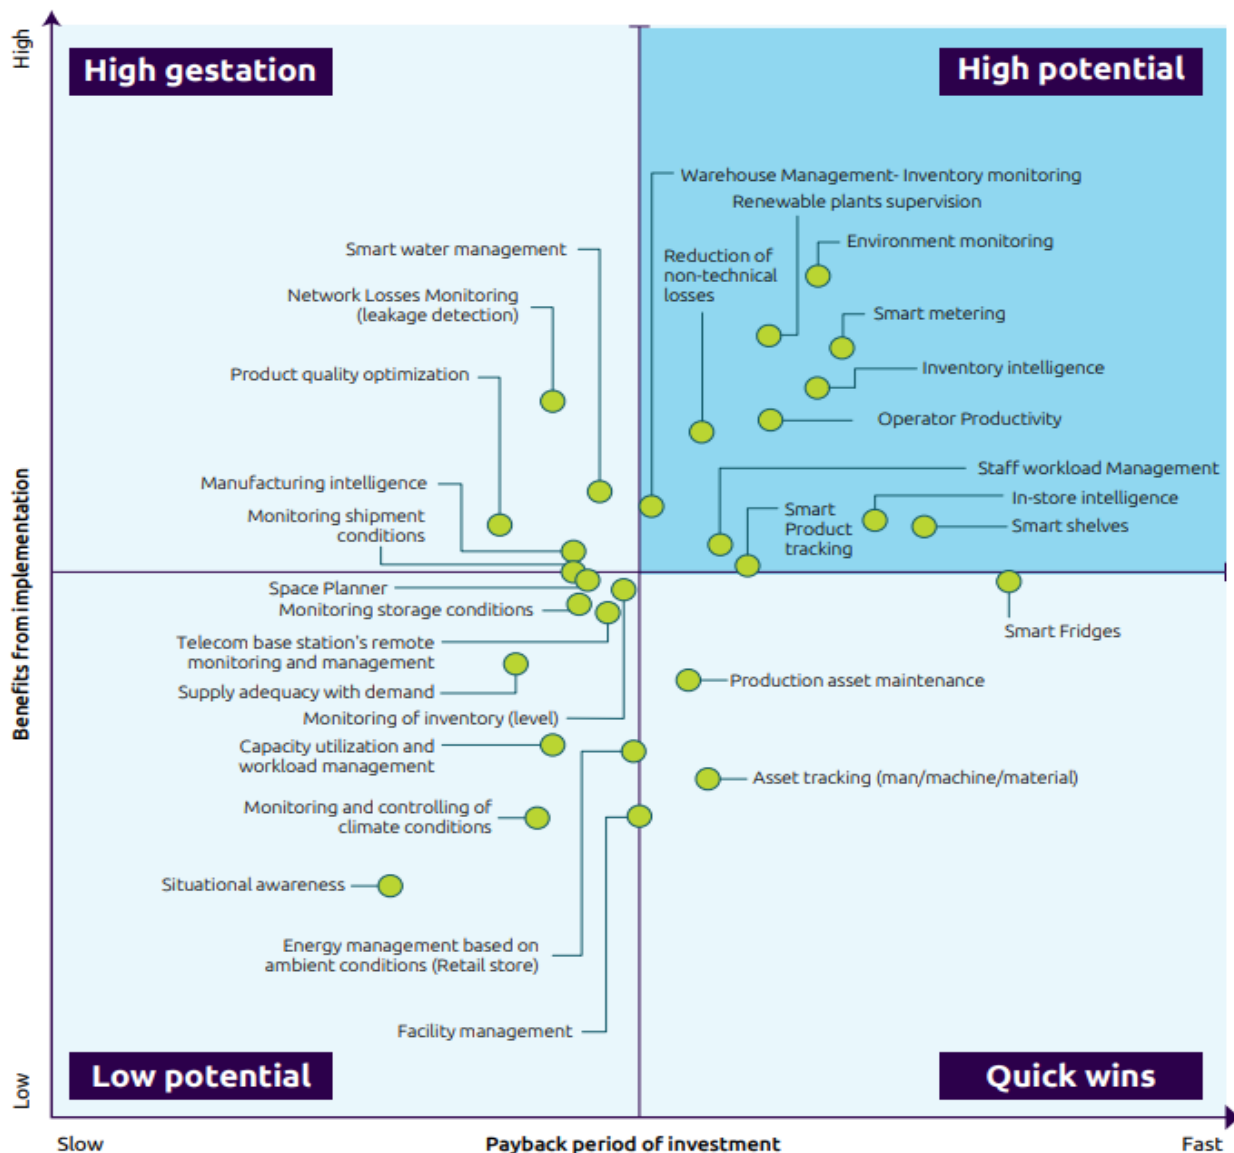 High
High gestation
High potential
Warehouse Management- Inventory monitoring
Renewable plants supervision
Environment monitoring
Smart water management
Reduction of
non-technical
losses
Network Losses Monitoring
(leakage detection)
Smart metering
Product quality optimization
Inventory intelligence
Operator Productivity
Manufacturing intelligence
Staff workload Management
In-store intelligence
Monitoring shipment
conditions
Smart
Product
tracking
Smart shelves
Space Planner
Monitoring storage conditions
Smart Fridges
Telecom base station's remote
monitoring and management
Supply adequacy with demand
Production asset maintenance
Monitoring of inventory (level)
Capacity utilization and
workload management
Asset tracking (man/machine/material)
Monitoring and controlling of
climate conditions
Situational awareness
Energy management based on
ambient conditions (Retail store)
Facility management
Benefits from implementation
Low potential
Quick wins
Low
Slow
Payback period of investment
Fast